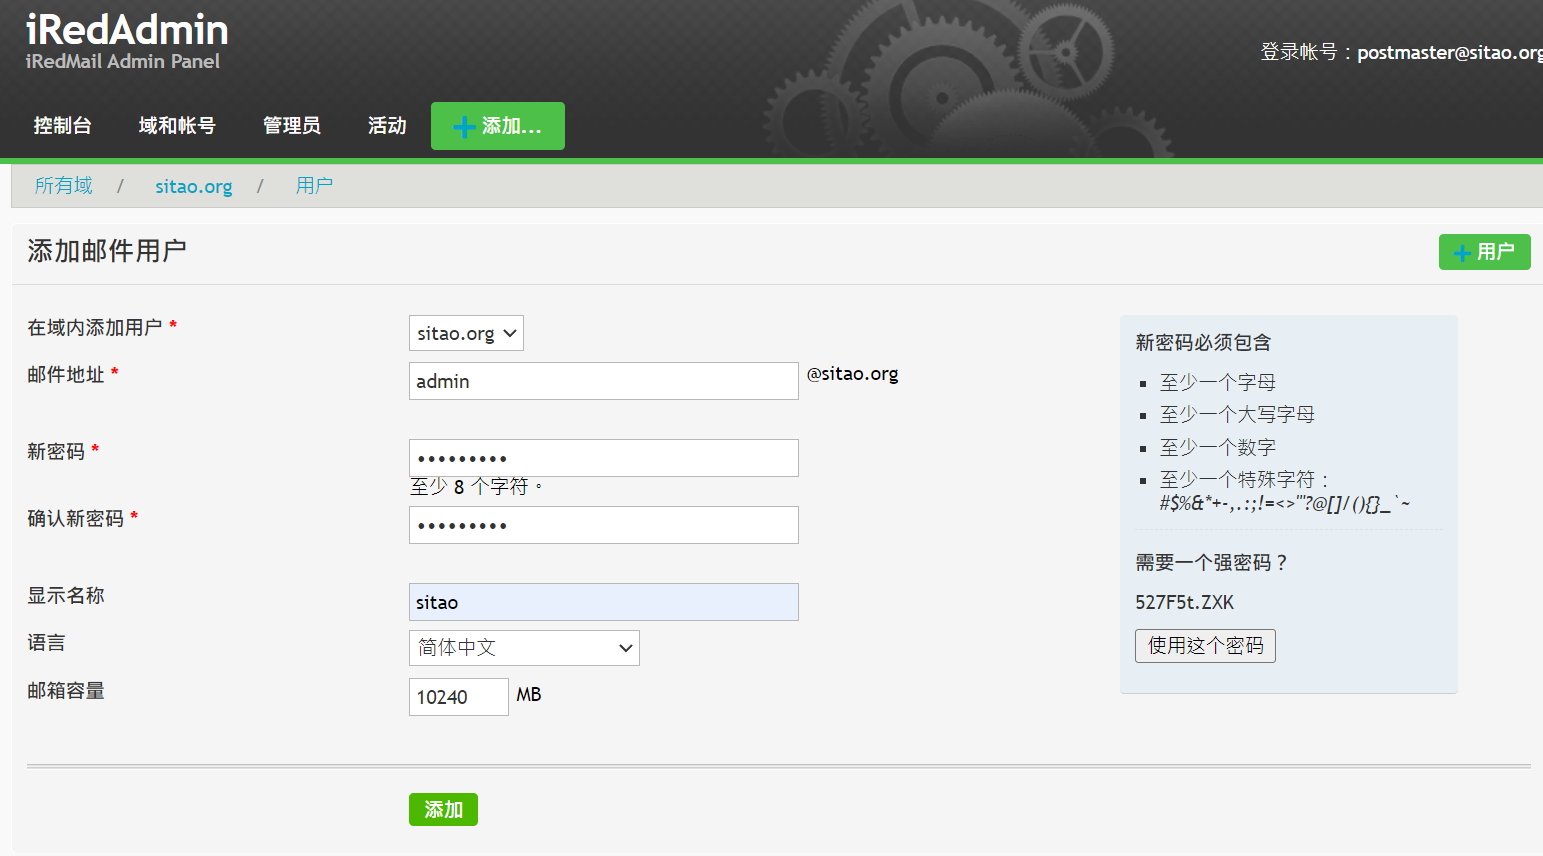 iRedAdmin
iRedMail Admin Panel
登录帐号：postmaster@sitao.org
控制台 域和帐号 管理员 活动 添加...
所有域 / sitao.org / 用户
添加邮件用户
用户
在域内添加用户 *
sitao.org
邮件地址 *
admin
@sitao.org
新密码 *
•••••••••
至少 8 个字符。
确认新密码 *
•••••••••
显示名称
sitao
语言
简体中文
邮箱容量
10240
MB
添加
新密码必须包含
至少一个字母
至少一个大写字母
至少一个数字
至少一个特殊字符：
#$%&*+-,.:;!=<>'"?@[]/(){}_`~
需要一个强密码？
527F5t.ZXK
使用这个密码